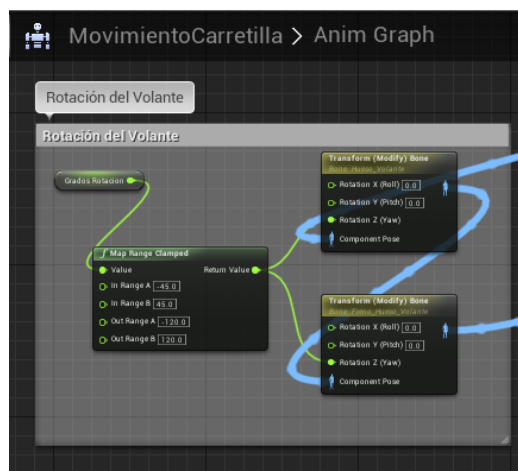 MovimientoCarretilla > Anim Graph
Rotación del Volante
Rotación del Volante
Grados Rotacion
Map Range Clamped
Value Return Value
In Range A -45.0
In Range B 45.0
Out Range A -120.0
Out Range B 120.0
Transform (Modify) Bone
Bone_Hueso_Volante
Rotation X (Roll) 0.0
Rotation Y (Pitch) 0.0
Rotation Z (Yaw)
Component Pose
Transform (Modify) Bone
Bone_Freno_Hueso_Volante
Rotation X (Roll) 0.0
Rotation Y (Pitch) 0.0
Rotation Z (Yaw)
Component Pose